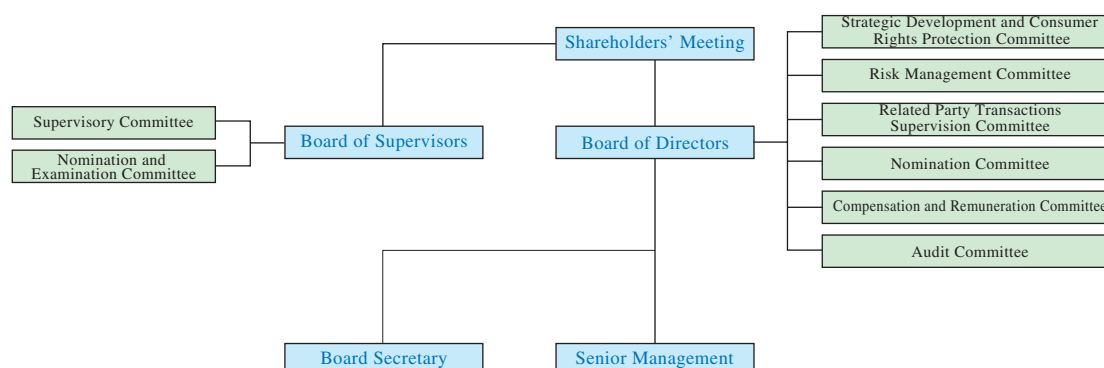 Shareholders’ Meeting
Supervisory Committee
Nomination and
Examination Committee
Board of Supervisors
Board of Directors
Strategic Development and Consumer
Rights Protection Committee
Risk Management Committee
Related Party Transactions
Supervision Committee
Nomination Committee
Compensation and Remuneration Committee
Audit Committee
Board Secretary
Senior Management